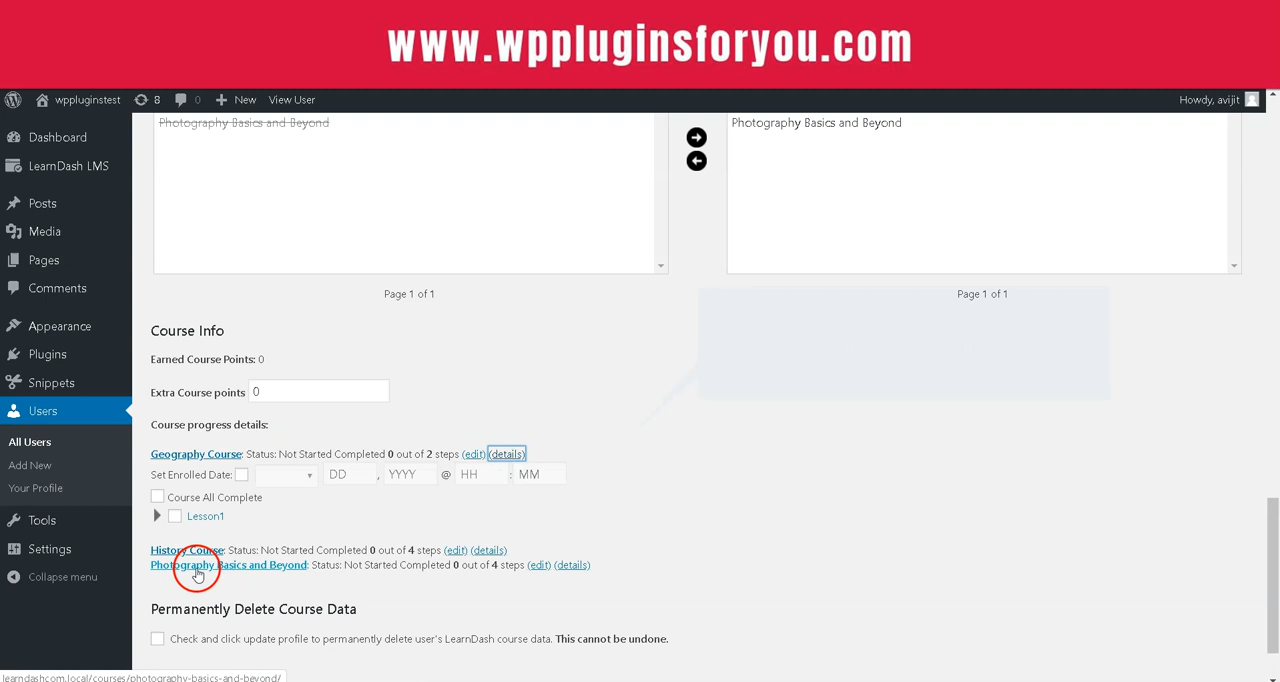 www.wppluginsforyou.com
wppluginstest 8 0 New View User Howdy, avijit
Dashboard
LearnDash LMS
Posts
Media
Pages
Comments
Appearance
Plugins
Snippets
Users
All Users
Add New
Your Profile
Tools
Settings
Collapse menu
Photography Basics and Beyond
Photography Basics and Beyond
Page 1 of 1
Page 1 of 1
Course Info
Earned Course Points: 0
Extra Course points 0
Course progress details:
Geography Course: Status: Not Started Completed 0 out of 2 steps (edit) (details)
Set Enrolled Date: DD , YYYY @ HH : MM
Course All Complete
Lesson1
History Course: Status: Not Started Completed 0 out of 4 steps (edit) (details)
Photography Basics and Beyond: Status: Not Started Completed 0 out of 4 steps (edit) (details)
Permanently Delete Course Data
Check and click update profile to permanently delete user's LearnDash course data. This cannot be undone.
learndashcom.local/courses/photography-basics-and-beyond/